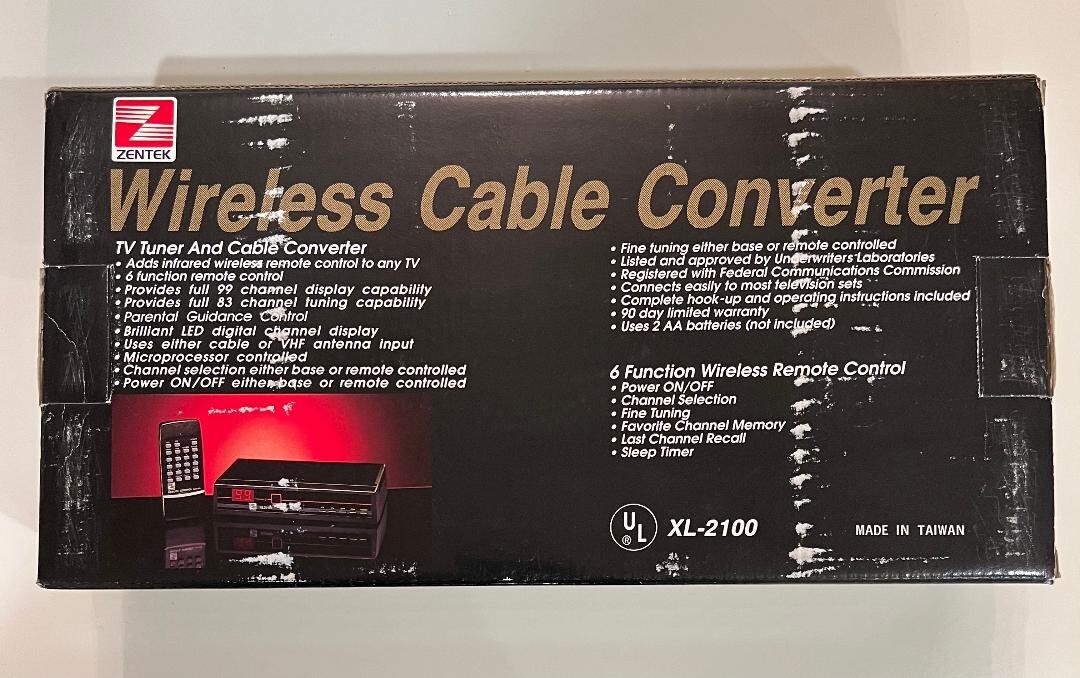 ZENTEK
Wireless Cable Converter
TV Tuner And Cable Converter
• Adds infrared wireless remote control to any TV
• 6 function remote control
• Provides full 99 channel display capability
• Provides full 83 channel tuning capability
• Parental Guidance Control
• Brilliant LED digital channel display
• Uses either cable or VHF antenna input
• Microprocessor controlled
• Channel selection either base or remote controlled
• Power ON/OFF either base or remote controlled
• Fine tuning either base or remote controlled
• Listed and approved by Underwriters Laboratories
• Registered with Federal Communications Commission
• Connects easily to most television sets
• Complete hook-up and operating instructions included
• 90 day limited warranty
• Uses 2 AA batteries (not included)
6 Function Wireless Remote Control
• Power ON/OFF
• Channel Selection
• Fine Tuning
• Favorite Channel Memory
• Last Channel Recall
• Sleep Timer
99
UL
®
XL-2100
MADE IN TAIWAN